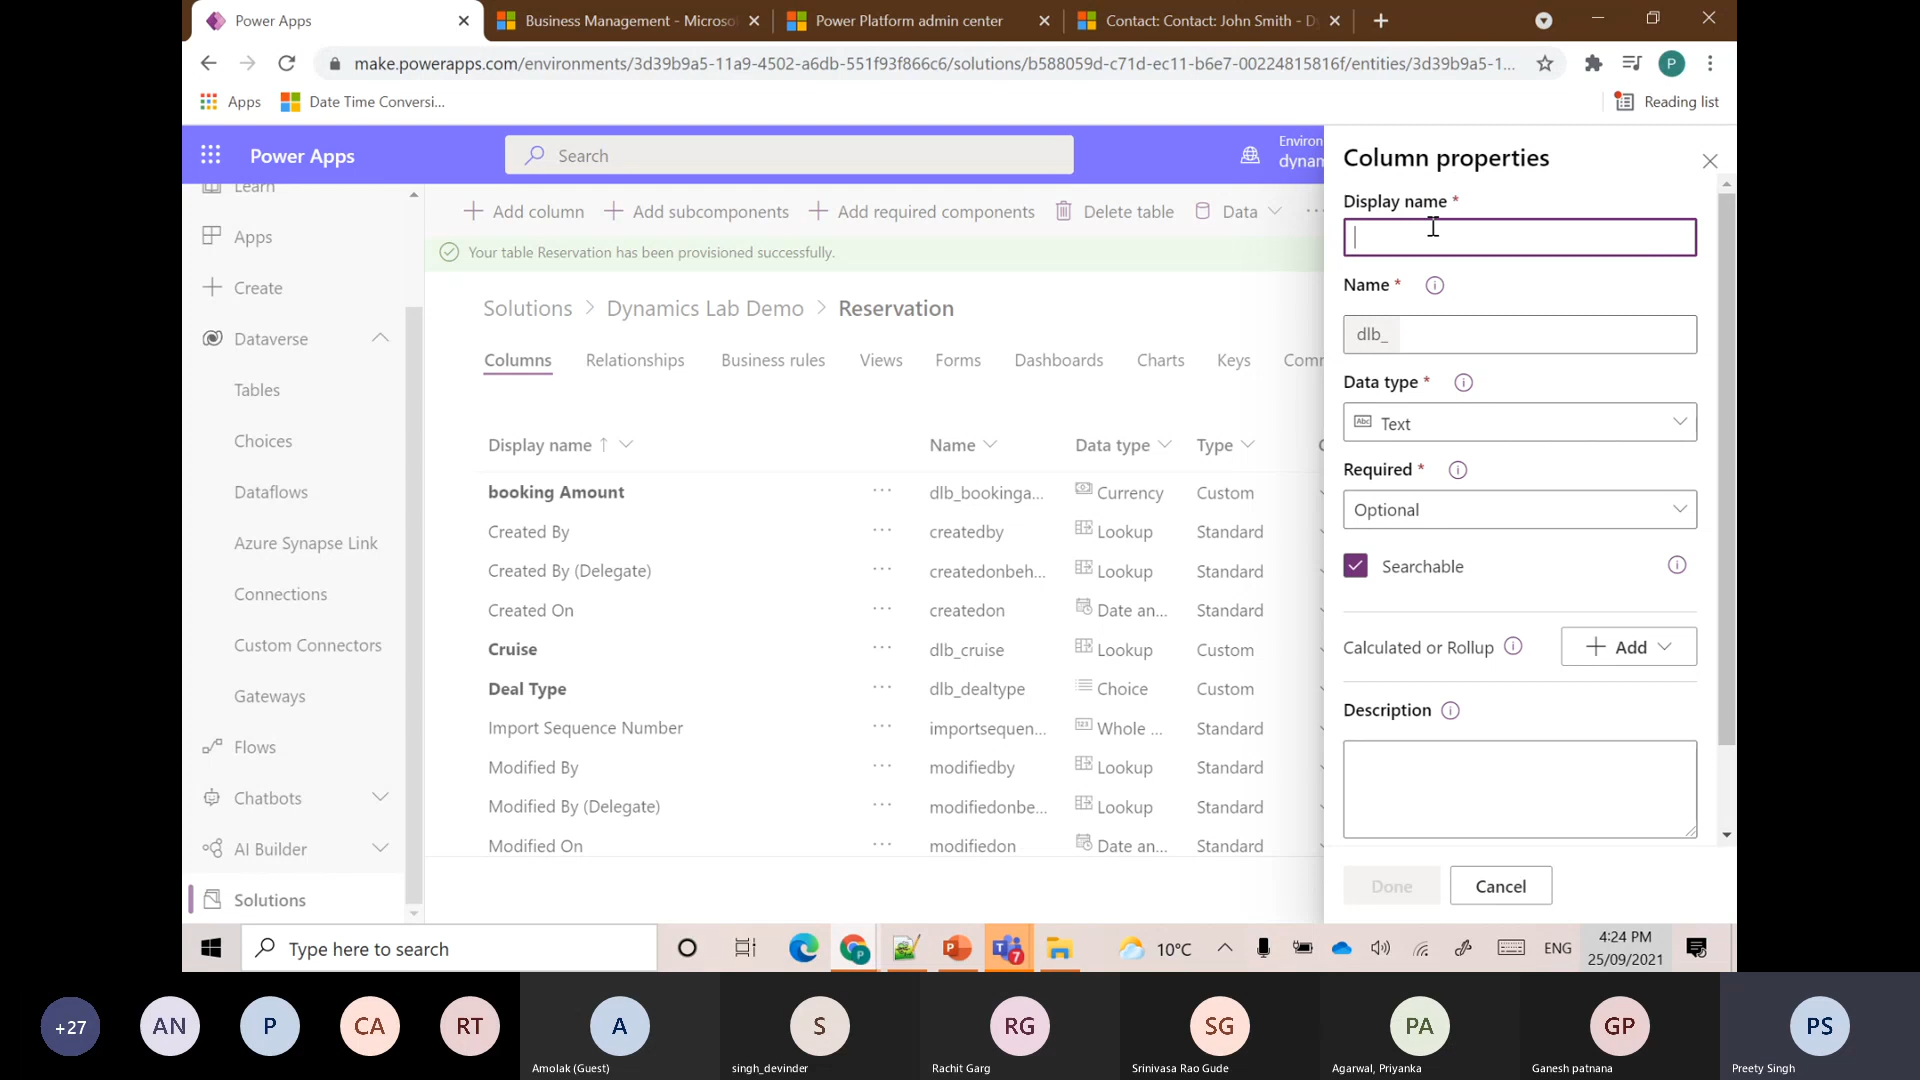 Power Apps
Business Management - Microso
Power Platform admin center
Contact: Contact: John Smith - D
make.powerapps.com/environments/3d39b9a5-11a9-4502-a6db-551f93f866c6/solutions/b588059d-c71d-ec11-b6e7-00224815816f/entities/3d39b9a5-1...
P
Apps
Date Time Conversi...
Reading list
Power Apps
Search
Environ
dynam
Learn
Apps
Create
Dataverse
Tables
Choices
Dataflows
Azure Synapse Link
Connections
Custom Connectors
Gateways
Flows
Chatbots
AI Builder
Solutions
Add column
Add subcomponents
Add required components
Delete table
Data
...
Your table Reservation has been provisioned successfully.
Solutions > Dynamics Lab Demo > Reservation
Columns Relationships Business rules Views Forms Dashboards Charts Keys Com
Display name ↑ Name Data type Type
booking Amount ... dlb_bookinga... Currency Custom
Created By ... createdby Lookup Standard
Created By (Delegate) ... createdonbeh... Lookup Standard
Created On ... createdon Date an... Standard
Cruise ... dlb_cruise Lookup Custom
Deal Type ... dlb_dealtype Choice Custom
Import Sequence Number ... importsequen... Whole ... Standard
Modified By ... modifiedby Lookup Standard
Modified By (Delegate) ... modifiedonbe... Lookup Standard
Modified On ... modifiedon Date an... Standard
Column properties
Display name *
Name *
dlb_
Data type *
Abc Text
Required *
Optional
Searchable
Calculated or Rollup
Add
Description
Done
Cancel
Type here to search
7
10°C
ENG
4:24 PM
25/09/2021
+27
AN
P
CA
RT
A
Amolak (Guest)
S
singh_devinder
RG
Rachit Garg
SG
Srinivasa Rao Gude
PA
Agarwal, Priyanka
GP
Ganesh patnana
PS
Preety Singh